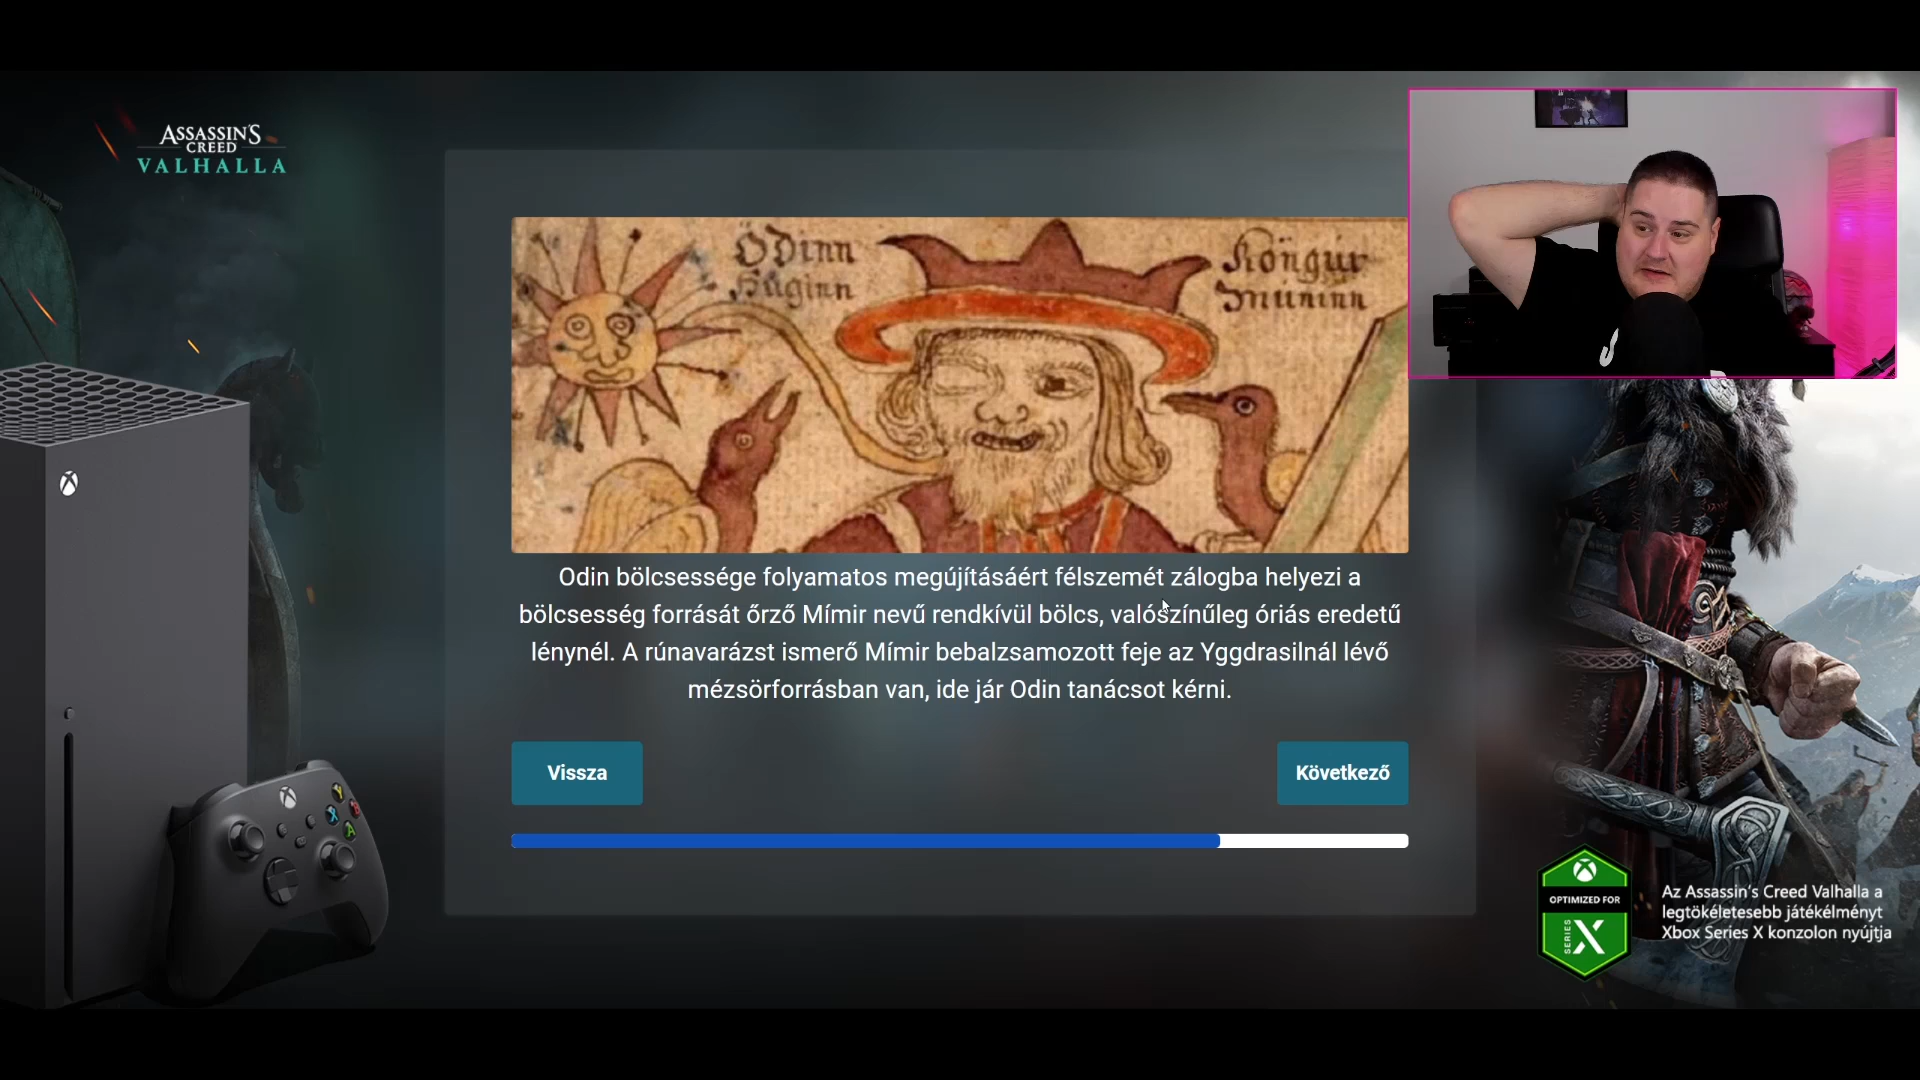 ASSASSIN'S
CREED
VALHALLA
Óðinn
Huginn
Köngur
Muninn
Odin bölcsessége folyamatos megújításáért félszemét zálogba helyezi a
bölcsesség forrását őrző Mímir nevű rendkívül bölcs, valószínűleg óriás eredetű
lénynél. A rúnavarázst ismerő Mímir bebalzsamozott feje az Yggdrasilnál lévő
mézsörforrásban van, ide jár Odin tanácsot kérni.
Vissza
Következő
Y
B
X
A
OPTIMIZED FOR
SERIES X
Az Assassin's Creed Valhalla a
legtökéletesebb játékélményt
Xbox Series X konzolon nyújtja